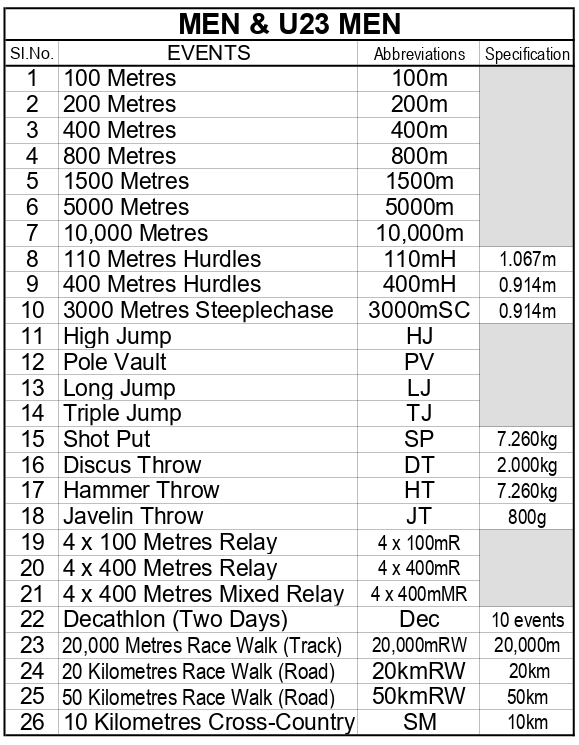 MEN & U23 MEN
Sl.No. EVENTS Abbreviations Specification
1 100 Metres 100m
2 200 Metres 200m
3 400 Metres 400m
4 800 Metres 800m
5 1500 Metres 1500m
6 5000 Metres 5000m
7 10,000 Metres 10,000m
8 110 Metres Hurdles 110mH 1.067m
9 400 Metres Hurdles 400mH 0.914m
10 3000 Metres Steeplechase 3000mSC 0.914m
11 High Jump HJ
12 Pole Vault PV
13 Long Jump LJ
14 Triple Jump TJ
15 Shot Put SP 7.260kg
16 Discus Throw DT 2.000kg
17 Hammer Throw HT 7.260kg
18 Javelin Throw JT 800g
19 4 x 100 Metres Relay 4 x 100mR
20 4 x 400 Metres Relay 4 x 400mR
21 4 x 400 Metres Mixed Relay 4 x 400mMR
22 Decathlon (Two Days) Dec 10 events
23 20,000 Metres Race Walk (Track) 20,000mRW 20,000m
24 20 Kilometres Race Walk (Road) 20kmRW 20km
25 50 Kilometres Race Walk (Road) 50kmRW 50km
26 10 Kilometres Cross-Country SM 10km